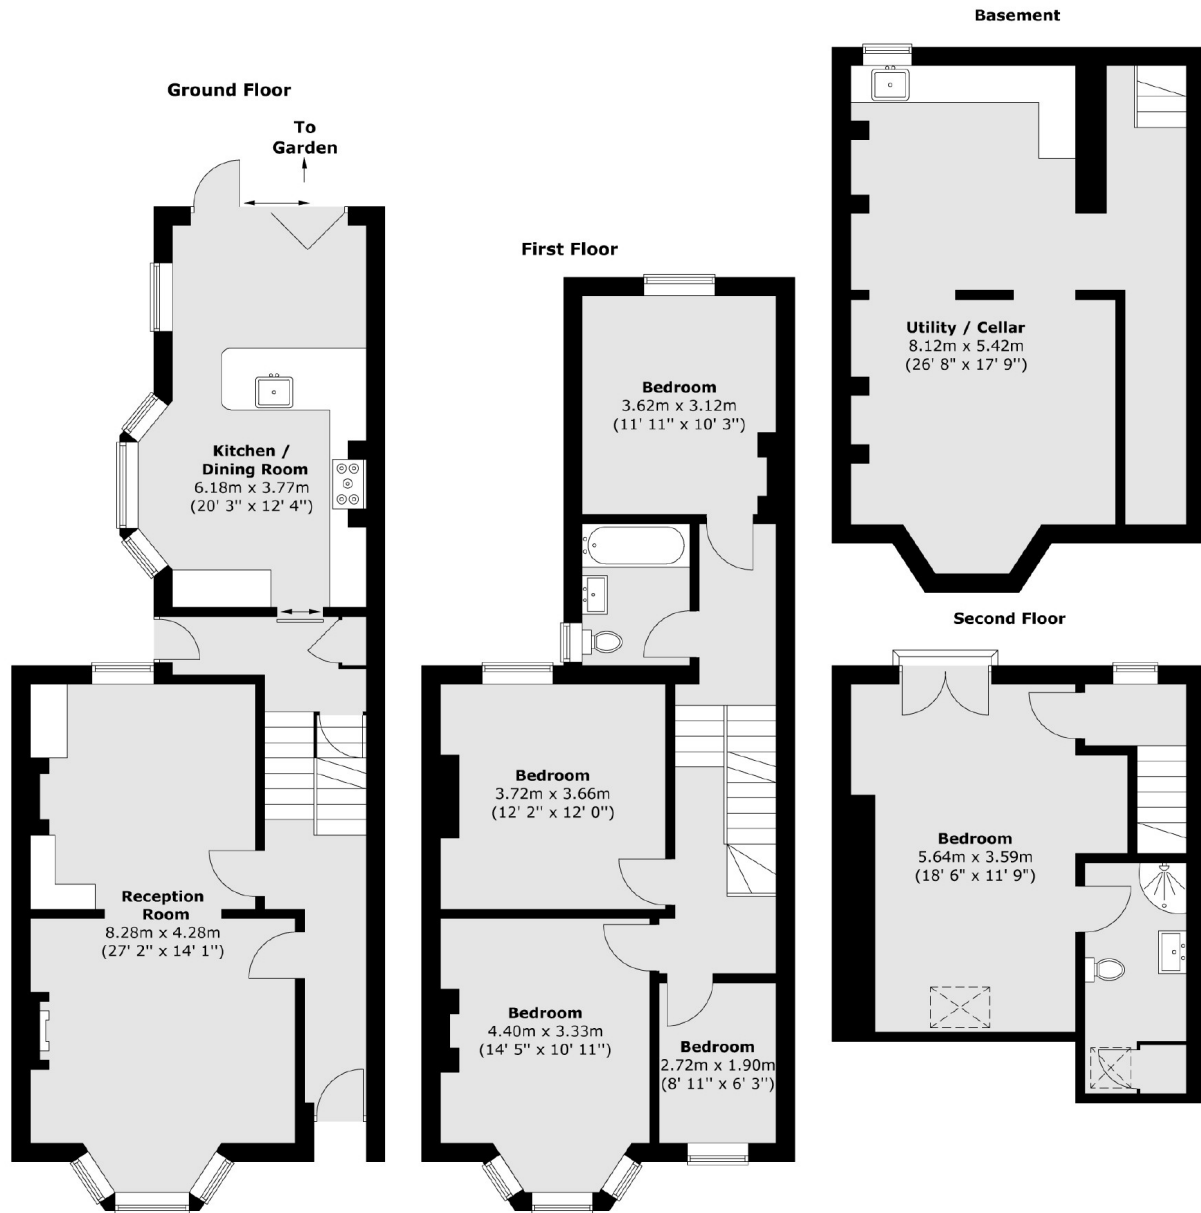 Basement
Ground Floor
To
Garden
First Floor
Utility / Cellar
8.12m x 5.42m
(26' 8" x 17' 9")
Bedroom
3.62m x 3.12m
(11' 11" x 10' 3")
Kitchen /
Dining Room
6.18m x 3.77m
(20' 3" x 12' 4")
Second Floor
Bedroom
3.72m x 3.66m
(12' 2" x 12' 0")
Bedroom
5.64m x 3.59m
(18' 6" x 11' 9")
Reception
Room
8.28m x 4.28m
(27' 2" x 14' 1")
Bedroom
4.40m x 3.33m
(14' 5" x 10' 11")
Bedroom
2.72m x 1.90m
(8' 11" x 6' 3")